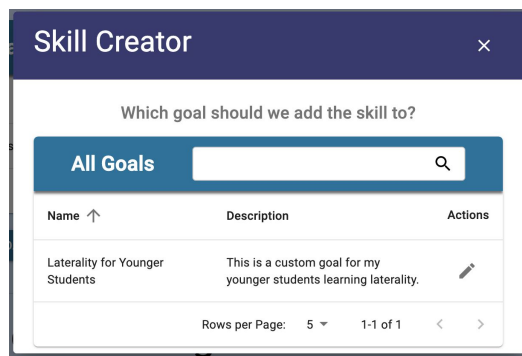 Skill Creator
Which goal should we add the skill to?
All Goals
Name Description Actions
Laterality for Younger Students
This is a custom goal for my
younger students learning laterality.
Rows per Page: 5 1-1 of 1